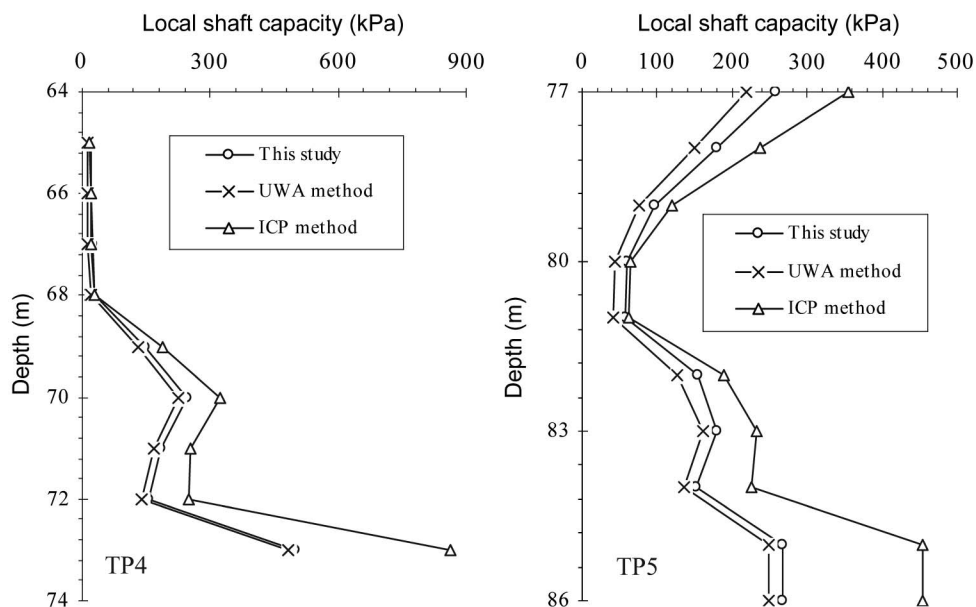 Local shaft capacity (kPa)
0 300 600 900
64
66
68
70
72
74
Depth (m)
This study
UWA method
ICP method
TP4
Local shaft capacity (kPa)
0 100 200 300 400 500
77
80
83
86
Depth (m)
This study
UWA method
ICP method
TP5